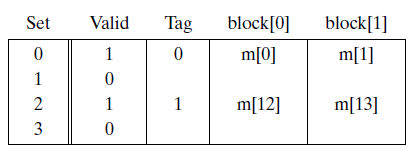 Set Valid Tag block[0] block[1]
0 1 0 m[0] m[1]
1 0
2 1 1 m[12] m[13]
3 0